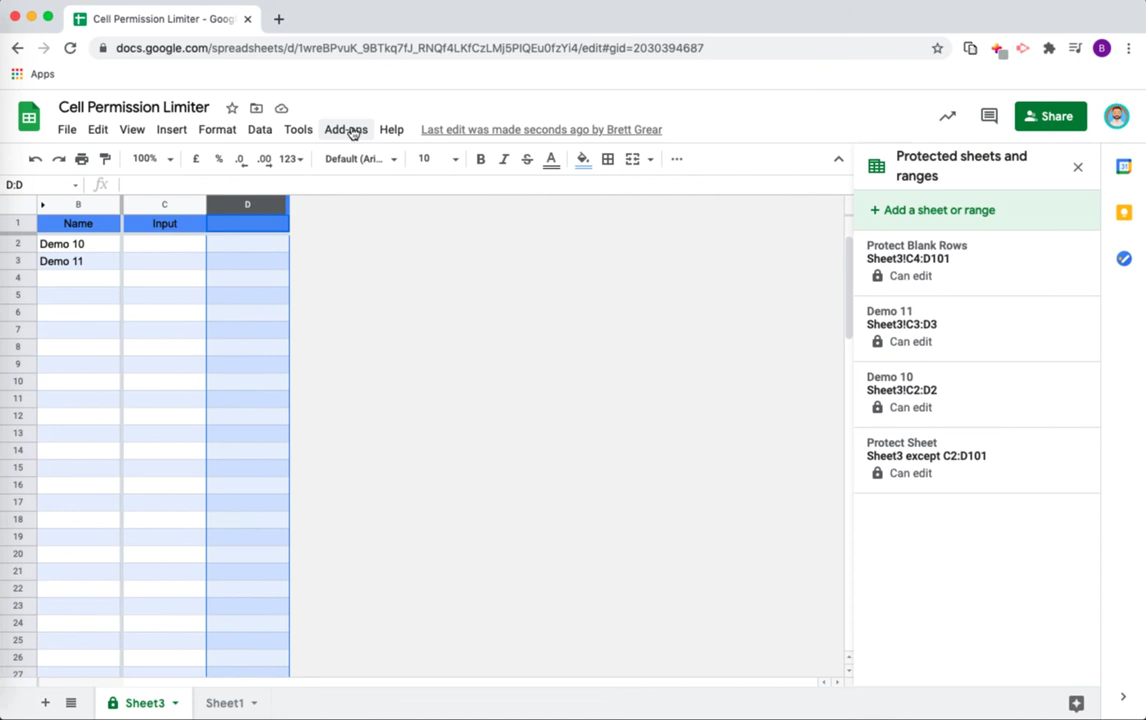 Cell Permission Limiter - Goog
docs.google.com/spreadsheets/d/1wreBPvuK_9BTkq7fJ_RNQf4LKfCzLMj5PlQEu0fzYi4/edit#gid=2030394687
B
Apps
Cell Permission Limiter
File Edit View Insert Format Data Tools Add-ons Help Last edit was made seconds ago by Brett Grear
Share
100% £ % .0 .00 123 Default (Ari... 10 B I S A
D:D fx
B C D
1 Name Input
2 Demo 10
3 Demo 11
4
5
6
7
8
9
10
11
12
13
14
15
16
17
18
19
20
21
22
23
24
25
26
27
Protected sheets and
ranges
+ Add a sheet or range
Protect Blank Rows
Sheet3!C4:D101
Can edit
Demo 11
Sheet3!C3:D3
Can edit
Demo 10
Sheet3!C2:D2
Can edit
Protect Sheet
Sheet3 except C2:D101
Can edit
Sheet3 Sheet1